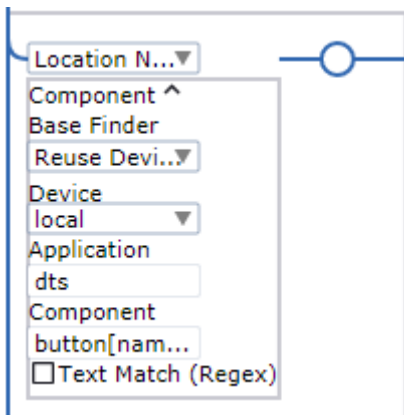 Location N...
Component ^
Base Finder
Reuse Devi...
Device
local
Application
dts
Component
button[nam...
Text Match (Regex)